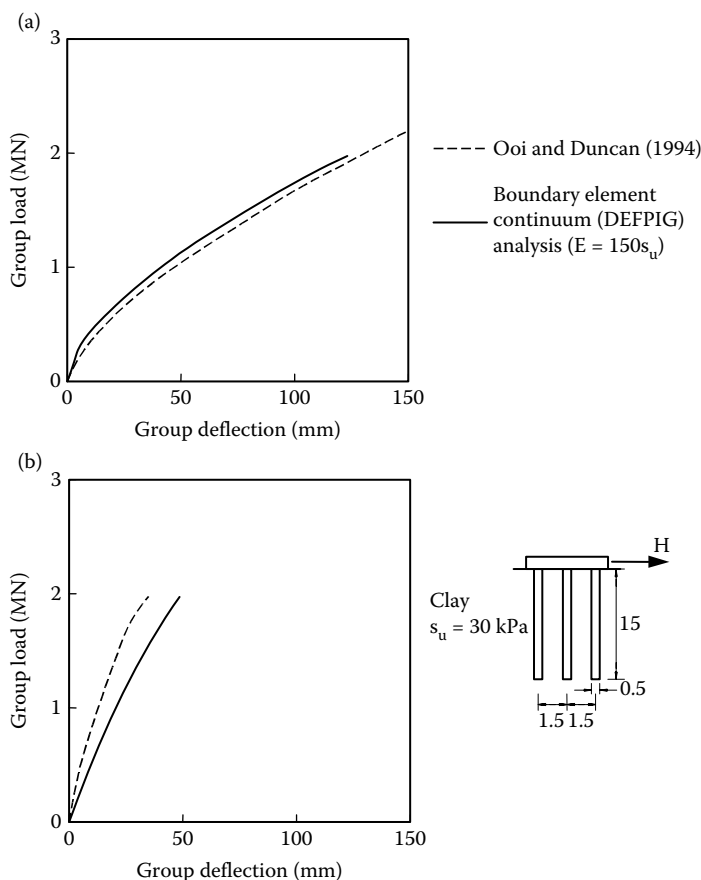 (a)
3
2
1
0
0
50
100
150
Group load (MN)
Group deflection (mm)
Ooi and Duncan (1994)
Boundary element
continuum (DEFPIG)
analysis (E = 150s_u)
(b)
3
2
1
0
0
50
100
150
Group load (MN)
Group deflection (mm)
H
Clay
s_u = 30 kPa
15
0.5
1.5 1.5